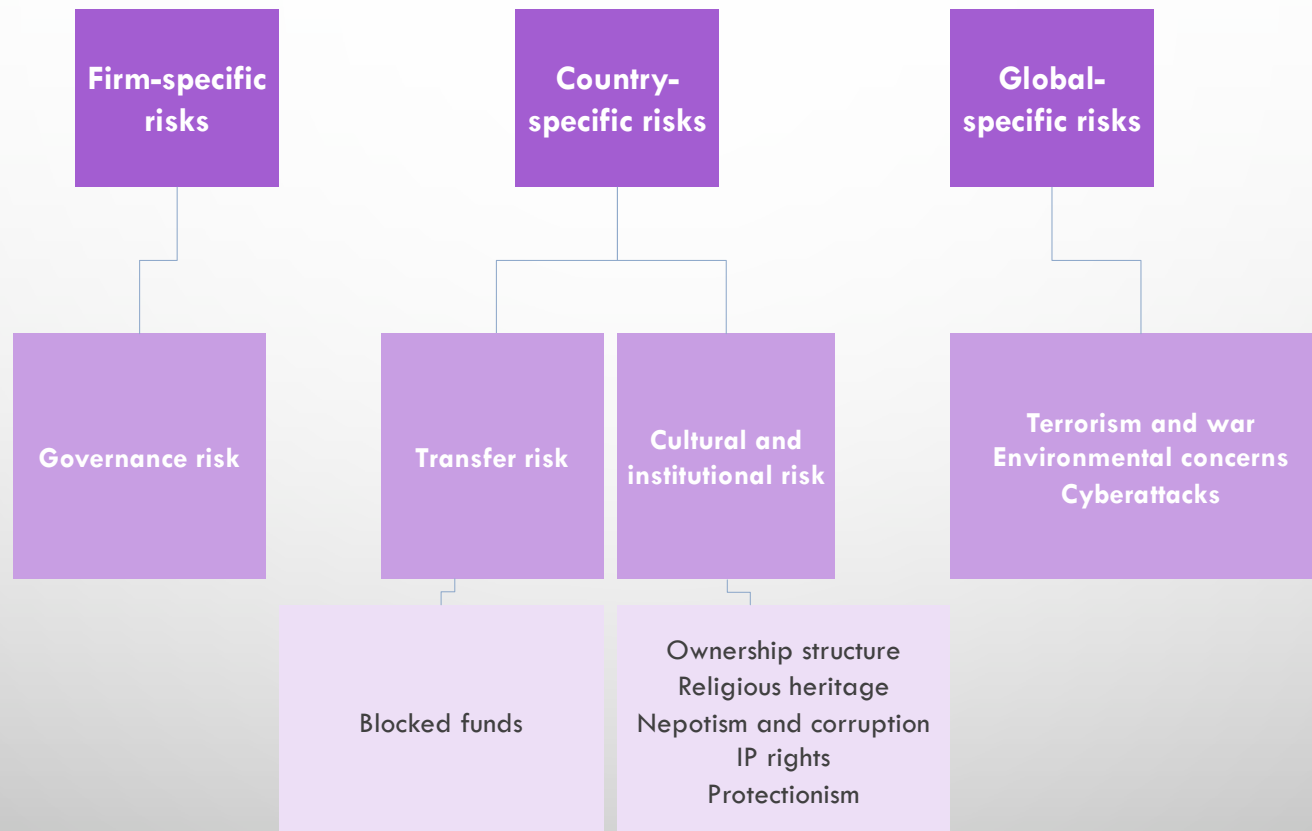 Firm-specific
risks
Country-
specific risks
Global-
specific risks
Governance risk
Transfer risk
Cultural and
institutional risk
Terrorism and war
Environmental concerns
Cyberattacks
Blocked funds
Ownership structure
Religious heritage
Nepotism and corruption
IP rights
Protectionism